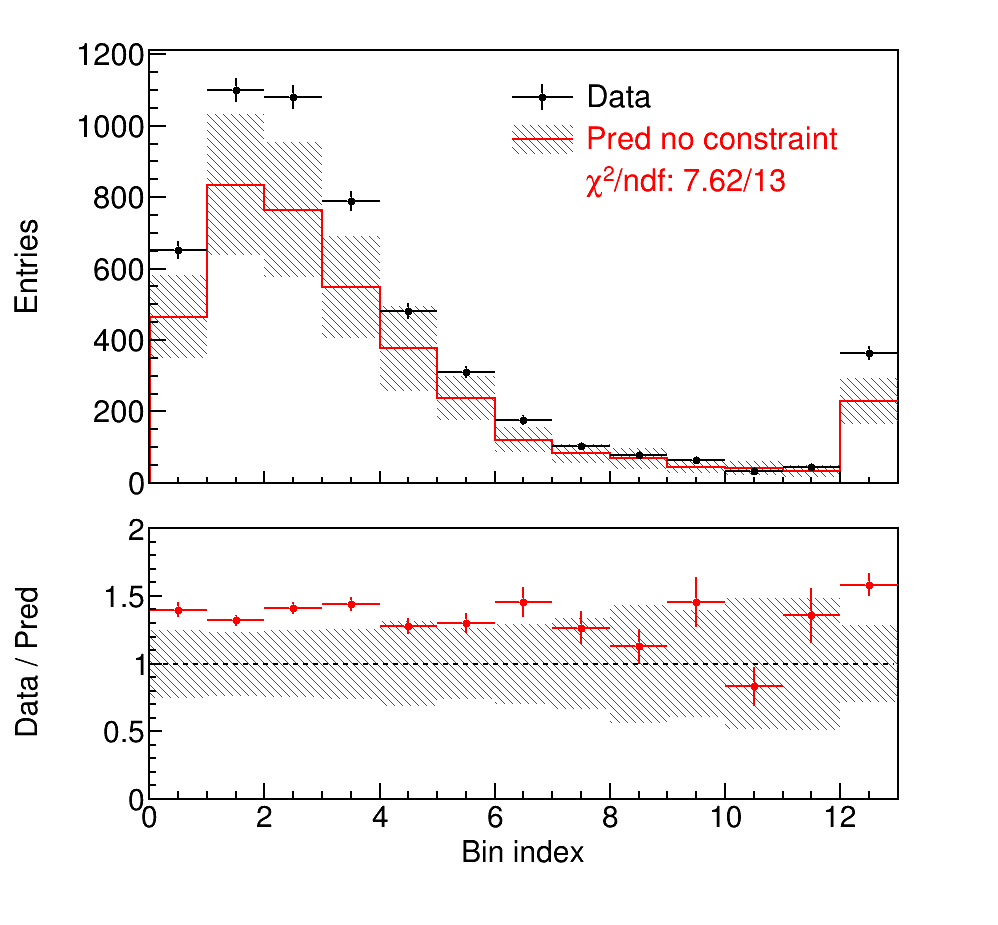 1200
1000
800
600
400
200
0
Entries
Data
Pred no constraint
χ²/ndf: 7.62/13
2
1.5
1
0.5
0
Data / Pred
0 2 4 6 8 10 12
Bin index